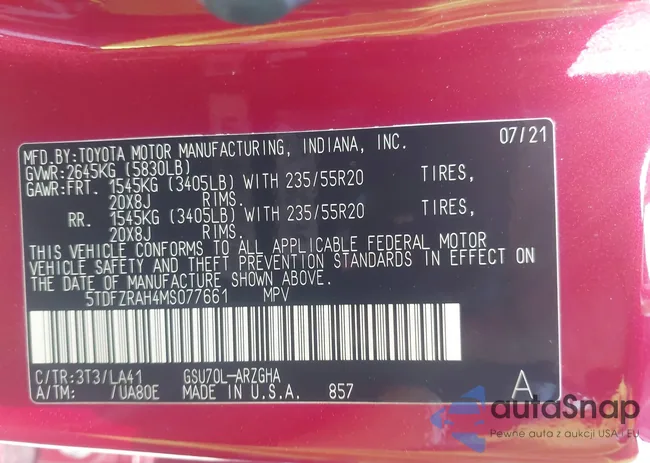 MFD.BY:TOYOTA MOTOR MANUFACTURING, INDIANA, INC. 07/21
GVWR:2645KG (5830LB)
GAWR:FRT. 1545KG (3405LB) WITH 235/55R20 TIRES,
20X8J RIMS.
RR. 1545KG (3405LB) WITH 235/55R20 TIRES,
20X8J RIMS.
THIS VEHICLE CONFORMS TO ALL APPLICABLE FEDERAL MOTOR
VEHICLE SAFETY AND THEFT PREVENTION STANDARDS IN EFFECT ON
THE DATE OF MANUFACTURE SHOWN ABOVE.
5TDFZRAH4MS077661 MPV
C/TR:3T3/LA41 GSU70L-ARZGHA
A/TM: /UA80E MADE IN U.S.A. 857 A
autoSnap
Pewne auta z aukcji USA i EU